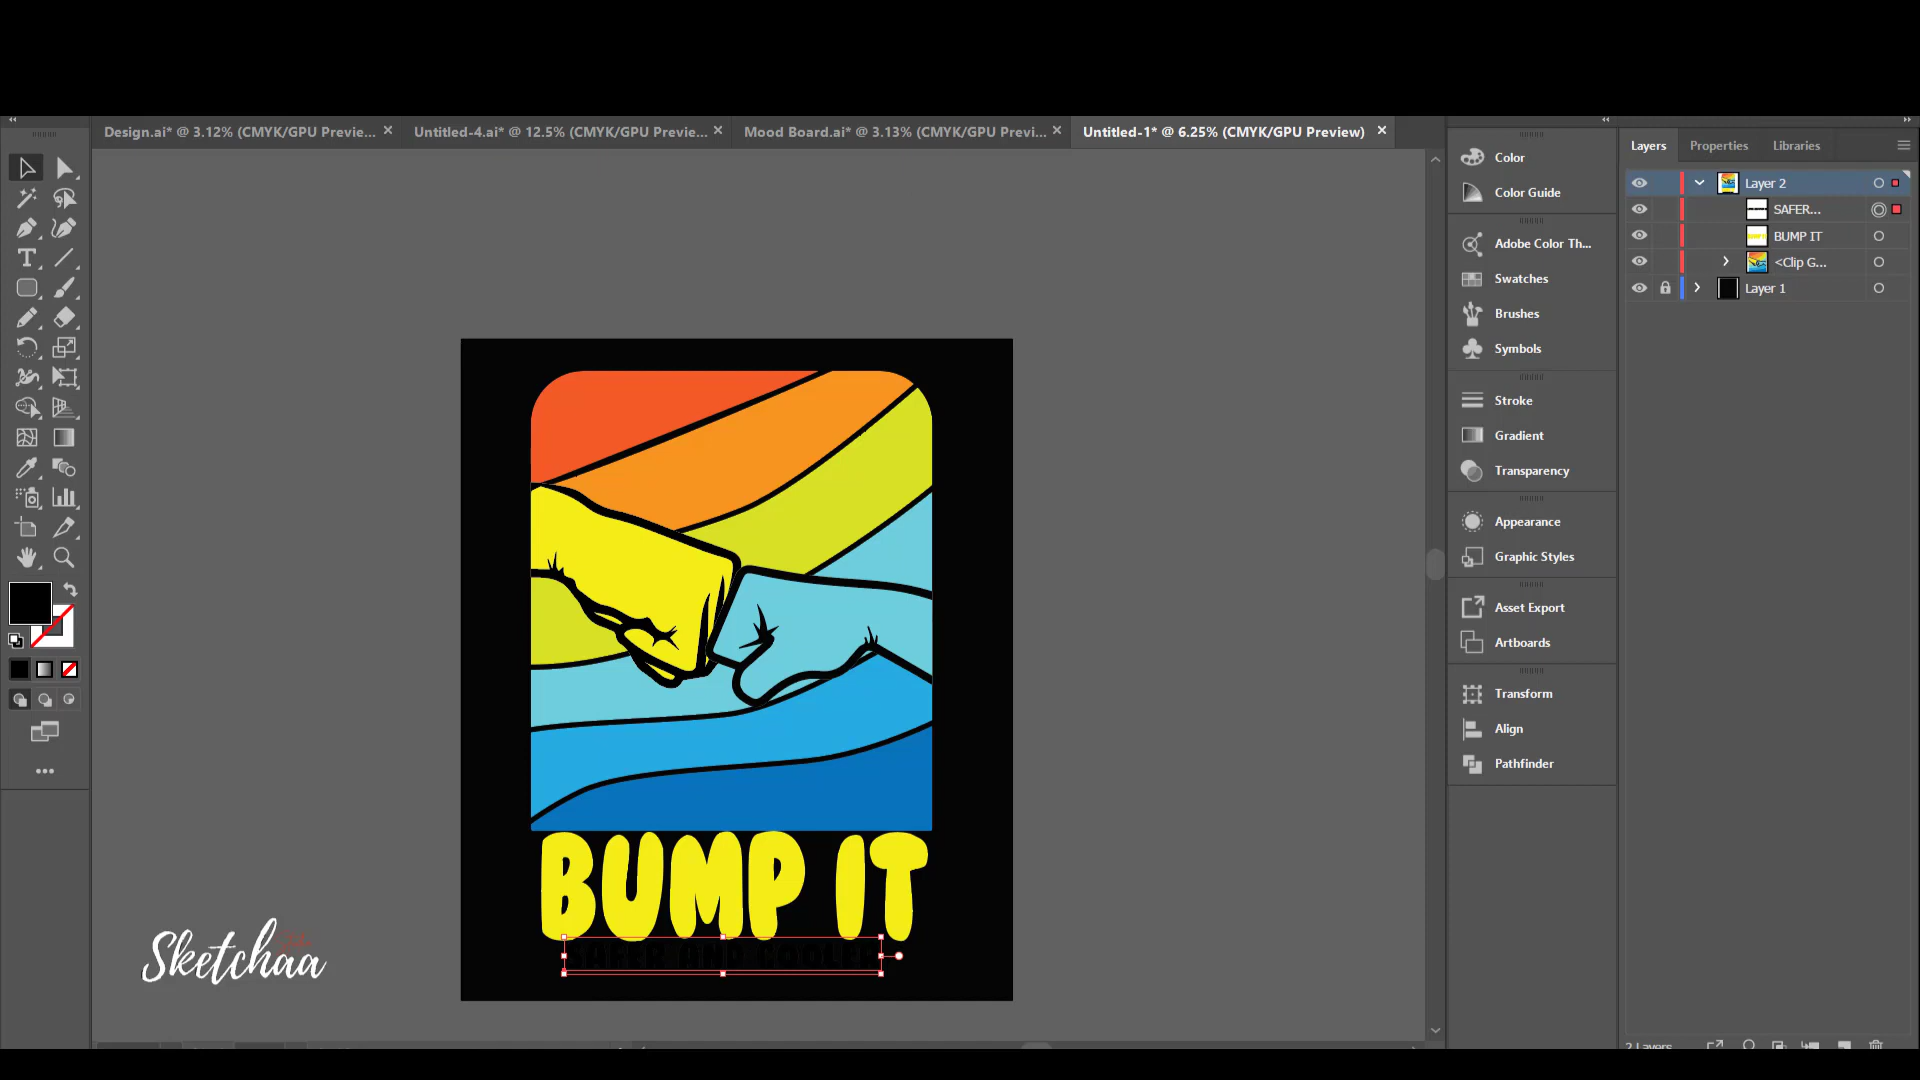 Design.ai* @ 3.12% (CMYK/GPU Previe...
Untitled-4.ai* @ 12.5% (CMYK/GPU Previe...
Mood Board.ai* @ 3.13% (CMYK/GPU Previ...
Untitled-1* @ 6.25% (CMYK/GPU Preview)
Color
Color Guide
Adobe Color Th...
Swatches
Brushes
Symbols
Stroke
Gradient
Transparency
Appearance
Graphic Styles
Asset Export
Artboards
Transform
Align
Pathfinder
Layers
Properties
Libraries
Layer 2
SAFER...
BUMP IT
<Clip G...
Layer 1
2 Layers
BUMP IT
SAFER AND COOLER
Sketchaa